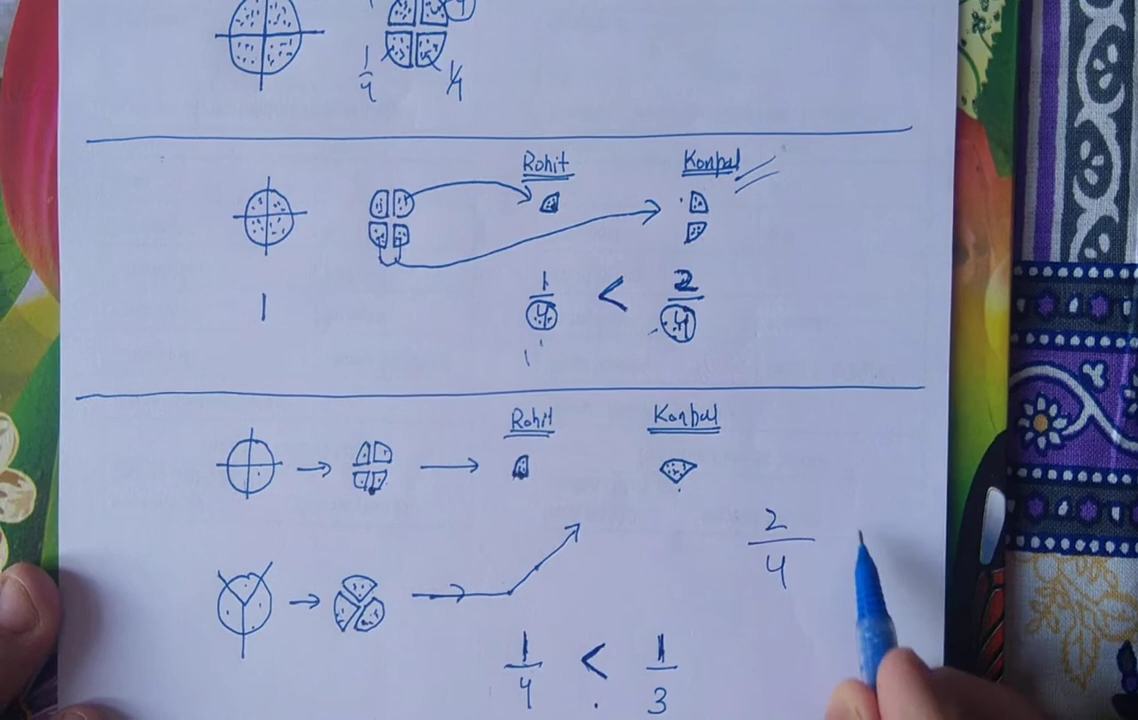 1/4 1/4
Rohit Konpal
1
1/4 < 2/4
Rohit Konpal
2/4
1/4 < 1/3